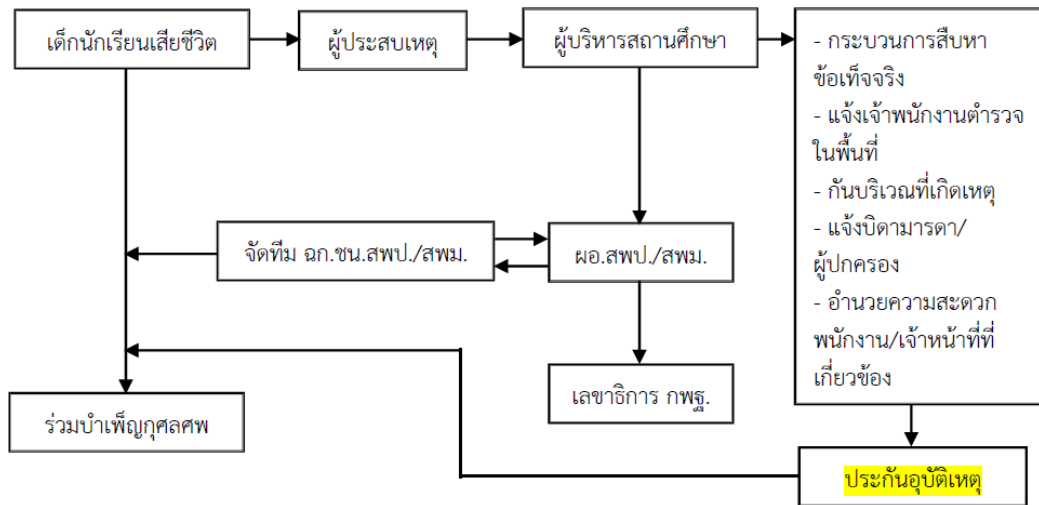 เด็กนักเรียนเสียชีวิต
ผู้ประสบเหตุ
ผู้บริหารสถานศึกษา
- กระบวนการสืบหา
ข้อเท็จจริง
- แจ้งเจ้าพนักงานตำรวจ
ในพื้นที่
- กันบริเวณที่เกิดเหตุ
- แจ้งบิดามารดา/
ผู้ปกครอง
- อำนวยความสะดวก
พนักงาน/เจ้าหน้าที่ที่
เกี่ยวข้อง
จัดทีม ฉก.ชน.สพป./สพม.
ผอ.สพป./สพม.
เลขาธิการ กพฐ.
ร่วมบำเพ็ญกุศลศพ
ประกันอุบัติเหตุ